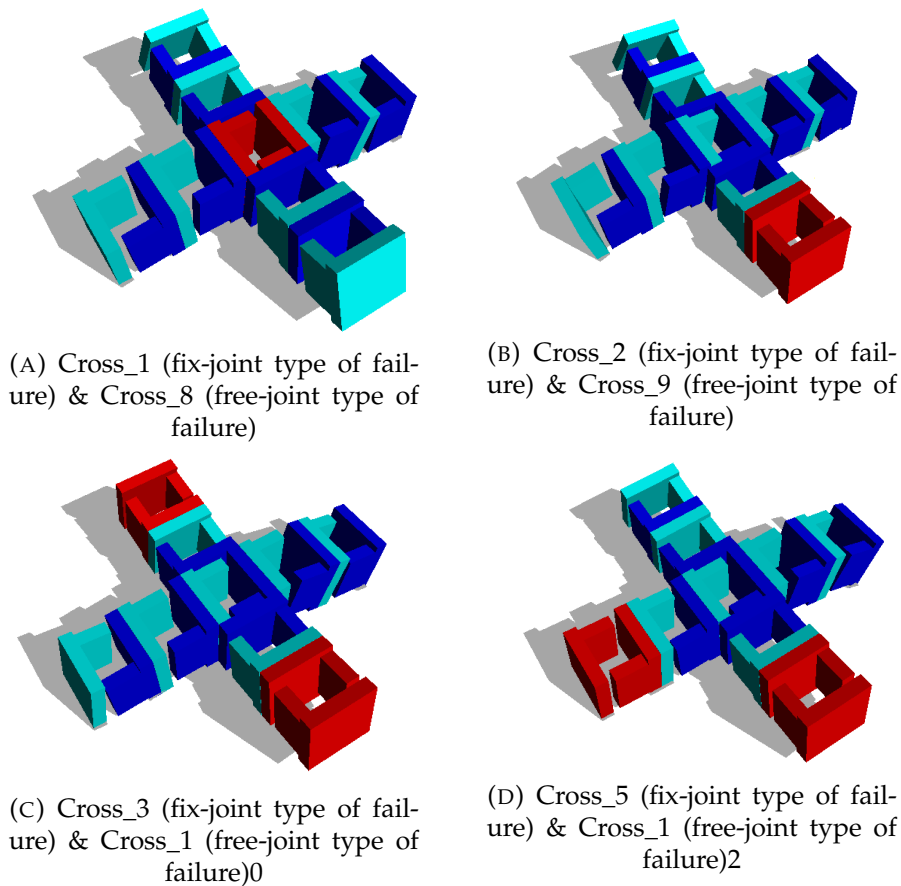 (A) Cross_1 (fix-joint type of fail-
ure) & Cross_8 (free-joint type of
failure)
(B) Cross_2 (fix-joint type of fail-
ure) & Cross_9 (free-joint type of
failure)
(C) Cross_3 (fix-joint type of fail-
ure) & Cross_1 (free-joint type of
failure)0
(D) Cross_5 (fix-joint type of fail-
ure) & Cross_1 (free-joint type of
failure)2